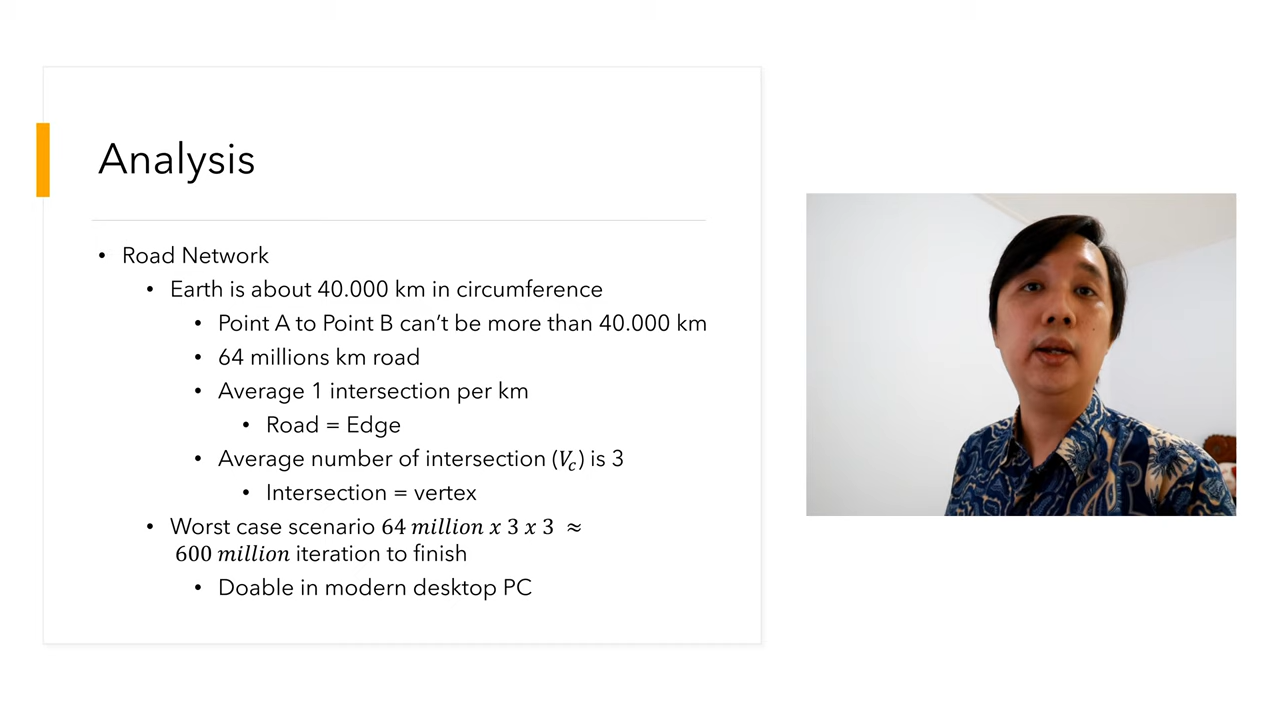 Analysis
• Road Network
• Earth is about 40.000 km in circumference
• Point A to Point B can’t be more than 40.000 km
• 64 millions km road
• Average 1 intersection per km
• Road = Edge
• Average number of intersection (V_c) is 3
• Intersection = vertex
• Worst case scenario 64 million x 3 x 3 ≈
600 million iteration to finish
• Doable in modern desktop PC